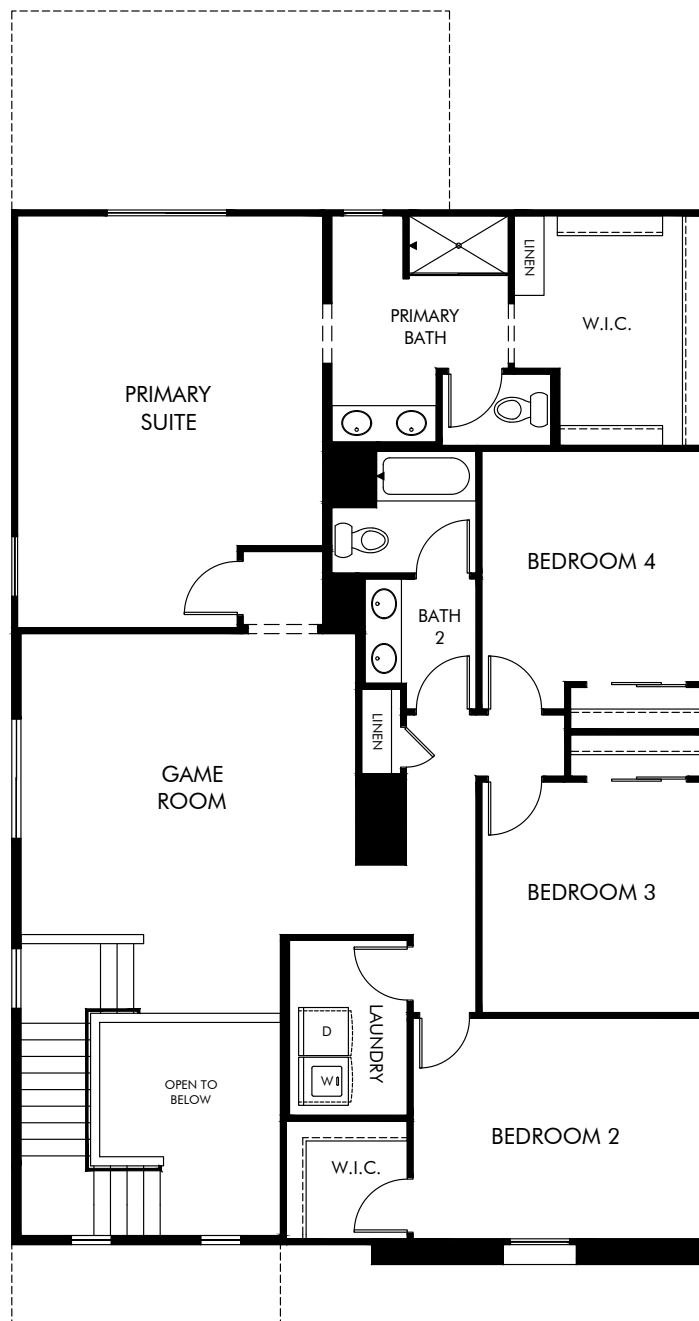 LINEN
PRIMARY
BATH
W.I.C.
PRIMARY
SUITE
BEDROOM 4
BATH
2
LINEN
GAME
ROOM
BEDROOM 3
LAUNDRY
D
W
OPEN TO
BELOW
BEDROOM 2
W.I.C.